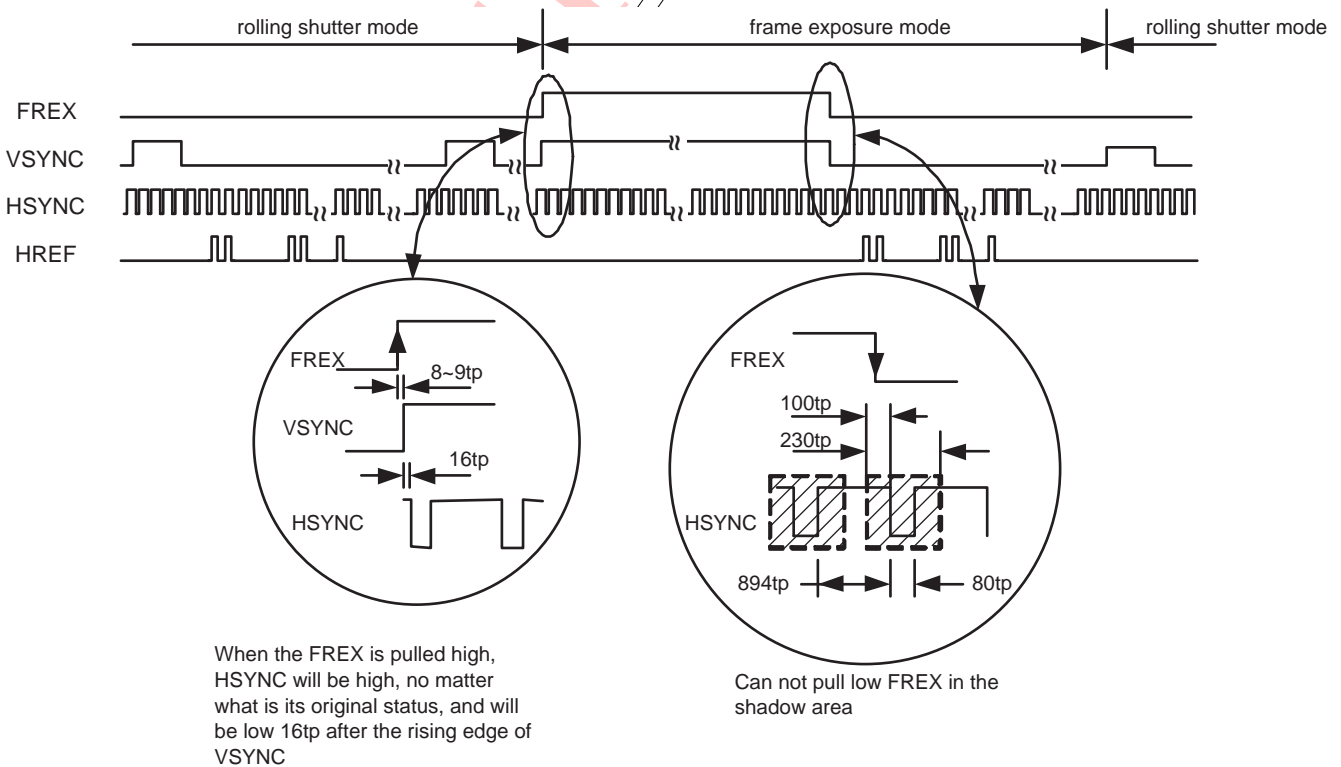 rolling shutter mode
frame exposure mode
rolling shutter mode
FREX
VSYNC
HSYNC
HREF
FREX
8~9tp
VSYNC
16tp
HSYNC
FREX
100tp
230tp
HSYNC
894tp
80tp
When the FREX is pulled high,
HSYNC will be high, no matter
what is its original status, and will
be low 16tp after the rising edge of
VSYNC
Can not pull low FREX in the
shadow area